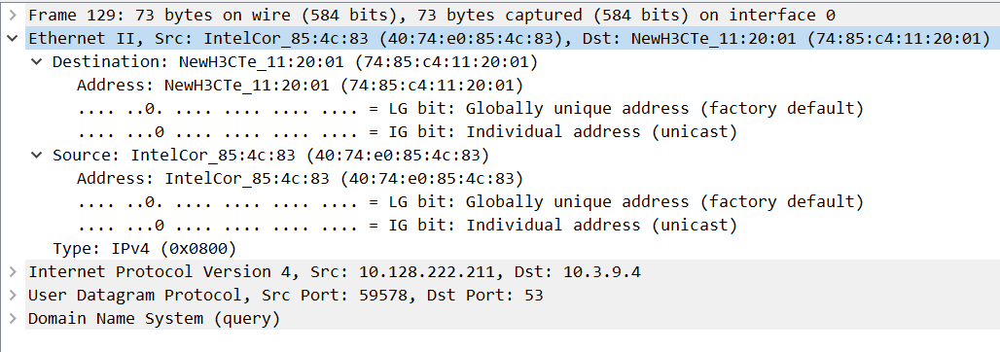 Frame 129: 73 bytes on wire (584 bits), 73 bytes captured (584 bits) on interface 0
Ethernet II, Src: IntelCor_85:4c:83 (40:74:e0:85:4c:83), Dst: NewH3CTe_11:20:01 (74:85:c4:11:20:01)
Destination: NewH3CTe_11:20:01 (74:85:c4:11:20:01)
Address: NewH3CTe_11:20:01 (74:85:c4:11:20:01)
.... ..0. .... .... .... .... = LG bit: Globally unique address (factory default)
.... ...0 .... .... .... .... = IG bit: Individual address (unicast)
Source: IntelCor_85:4c:83 (40:74:e0:85:4c:83)
Address: IntelCor_85:4c:83 (40:74:e0:85:4c:83)
.... ..0. .... .... .... .... = LG bit: Globally unique address (factory default)
.... ...0 .... .... .... .... = IG bit: Individual address (unicast)
Type: IPv4 (0x0800)
Internet Protocol Version 4, Src: 10.128.222.211, Dst: 10.3.9.4
User Datagram Protocol, Src Port: 59578, Dst Port: 53
Domain Name System (query)